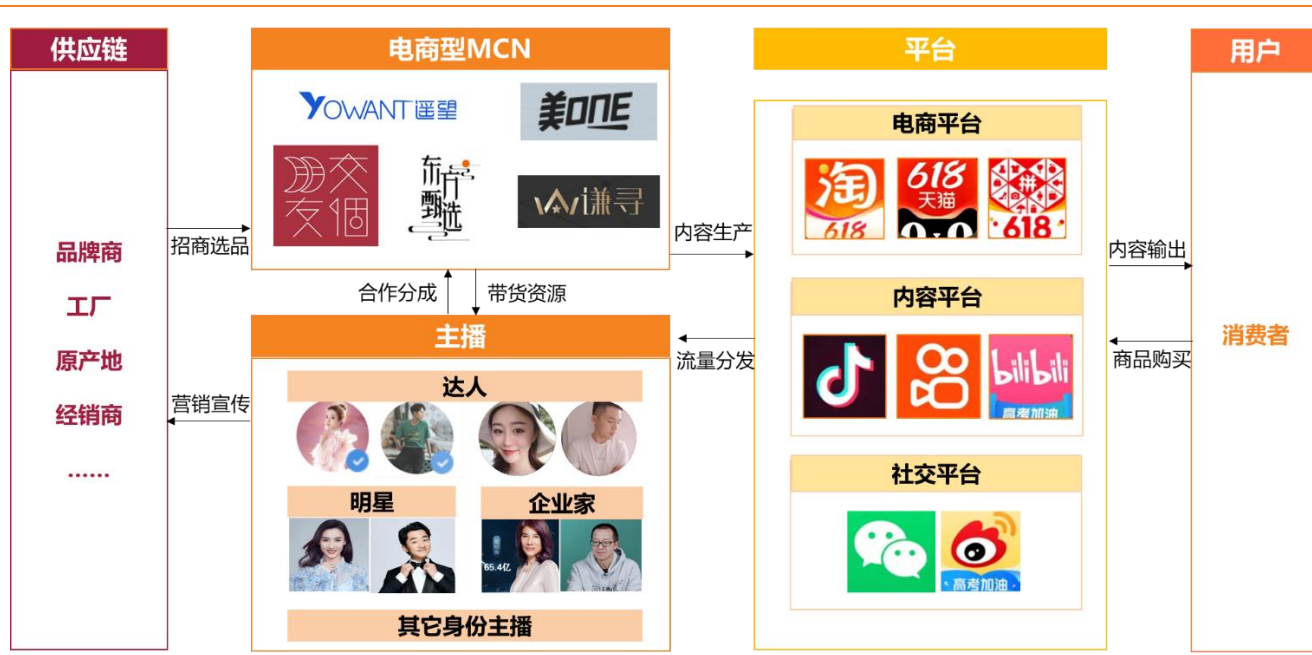 供应链
品牌商
工厂
原产地
经销商
......
招商选品
营销宣传
电商型MCN
YOWANT遥望
美ONE
交个朋友
东方甄选
谦寻
合作分成
带货资源
主播
达人
明星
企业家
65.4亿
其它身份主播
内容生产
流量分发
平台
电商平台
淘
618
618
天猫
拼
618
内容平台
bilibili
高考加油
社交平台
高考加油
内容输出
商品购买
用户
消费者